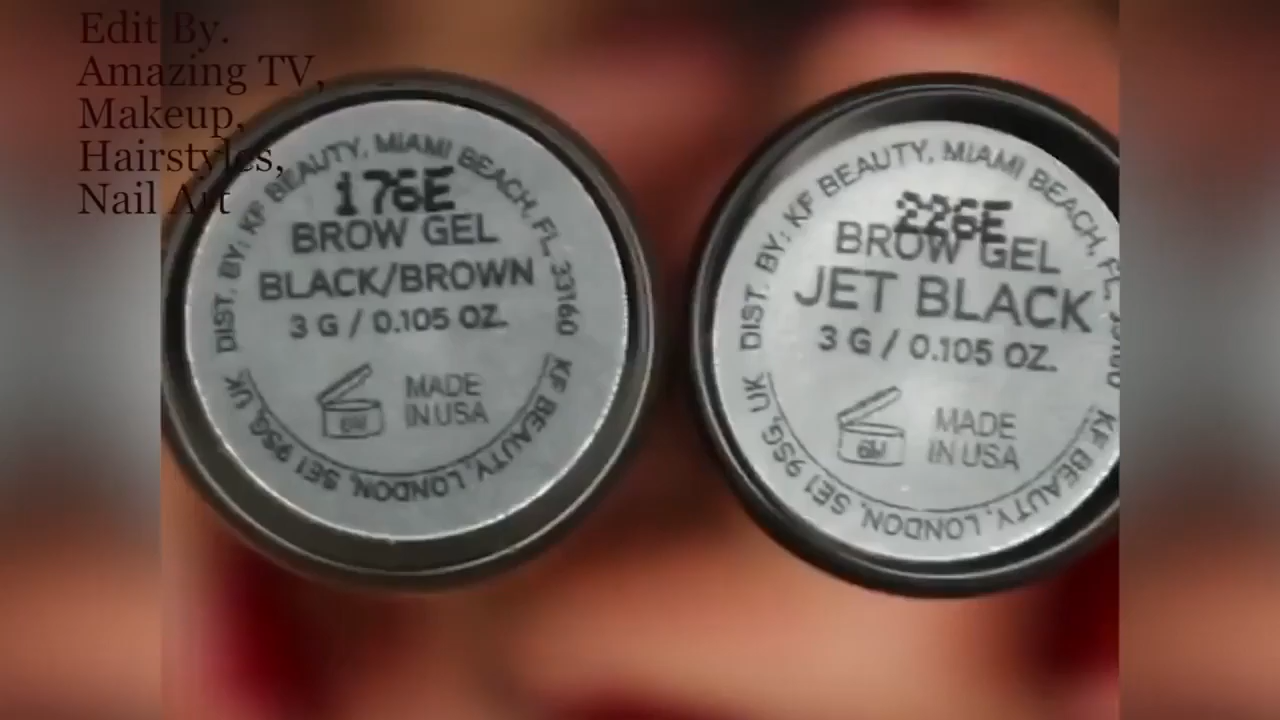 Edit By.
Amazing TV,
Makeup,
Hairstyles,
Nail Art
DIST. BY: KF BEAUTY, MIAMI BEACH, FL, 33160
176E
BROW GEL
BLACK/BROWN
3 G / 0.105 OZ.
MADE
IN USA
KF BEAUTY, LONDON, SE1 9SG, UK
DIST. BY: KF BEAUTY, MIAMI BEACH, FL.
226E
BROW GEL
JET BLACK
3 G / 0.105 OZ.
MADE
IN USA
KF BEAUTY, LONDON, SE1 9SG, UK